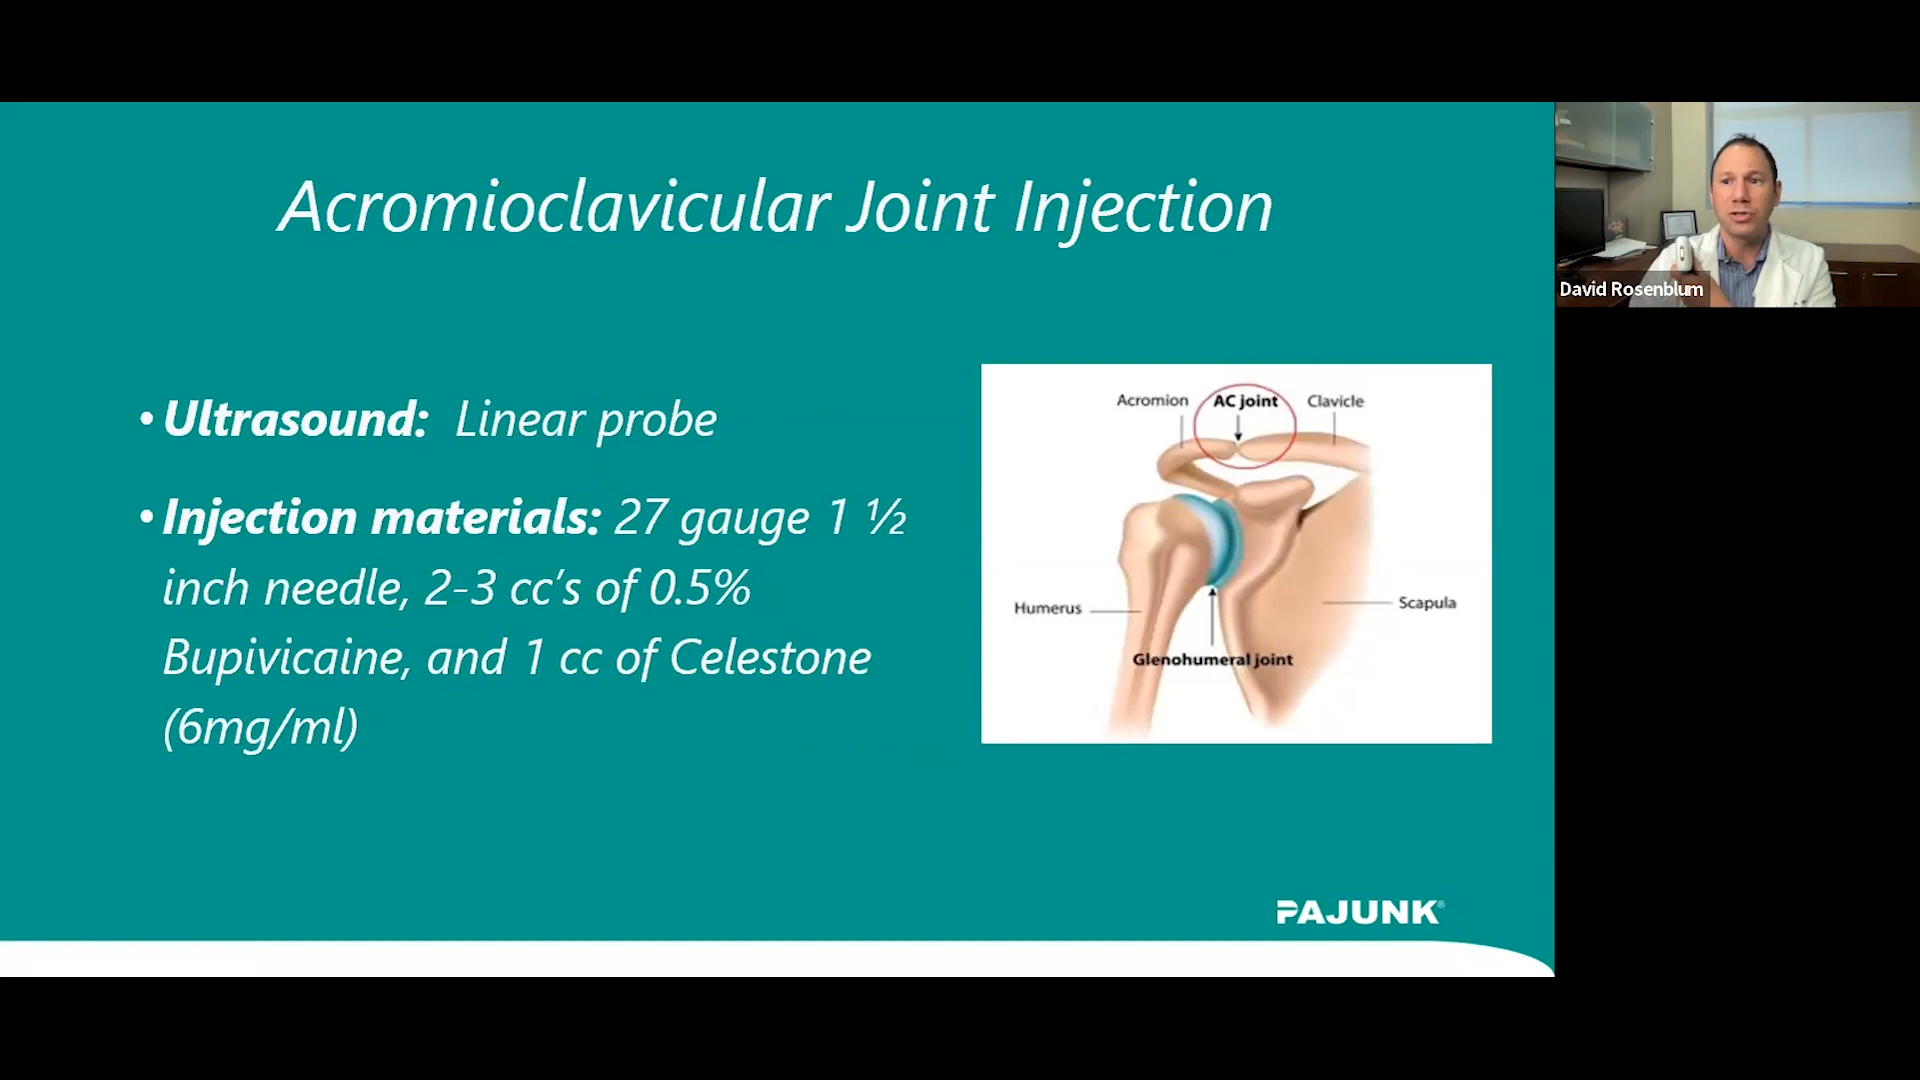 Acromioclavicular Joint Injection
• Ultrasound: Linear probe
• Injection materials: 27 gauge 1 ½
inch needle, 2-3 cc's of 0.5%
Bupivicaine, and 1 cc of Celestone
(6mg/ml)
Acromion
AC joint
Clavicle
Humerus
Scapula
Glenohumeral joint
PAJUNK®
David Rosenblum